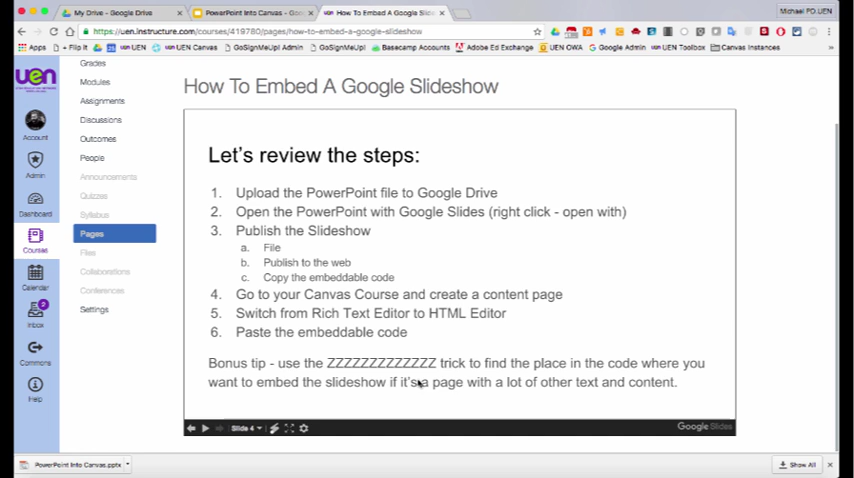 My Drive - Google Drive
PowerPoint Into Canvas - Goo
How To Embed A Google Slid
Michael PD.UEN
https://uen.instructure.com/courses/419780/pages/how-to-embed-a-google-slideshow
Apps
+ Flip It
UEN
UEN Canvas
GoSignMeUp! Admin
GoSignMeUp!
Basecamp Accounts
Adobe Ed Exchange
UEN OWA
Google Admin
UEN Toolbox
Canvas Instances
uen
Account
Admin
Dashboard
Courses
Calendar
2
Inbox
Commons
Help
Grades
Modules
Assignments
Discussions
Outcomes
People
Announcements
Quizzes
Syllabus
Pages
Files
Collaborations
Conferences
Settings
How To Embed A Google Slideshow
Let's review the steps:
1. Upload the PowerPoint file to Google Drive
2. Open the PowerPoint with Google Slides (right click - open with)
3. Publish the Slideshow
a. File
b. Publish to the web
c. Copy the embeddable code
4. Go to your Canvas Course and create a content page
5. Switch from Rich Text Editor to HTML Editor
6. Paste the embeddable code
Bonus tip - use the ZZZZZZZZZZZZZ trick to find the place in the code where you
want to embed the slideshow if it's a page with a lot of other text and content.
Slide 4
Google Slides
PowerPoint Into Canvas.pptx
Show All